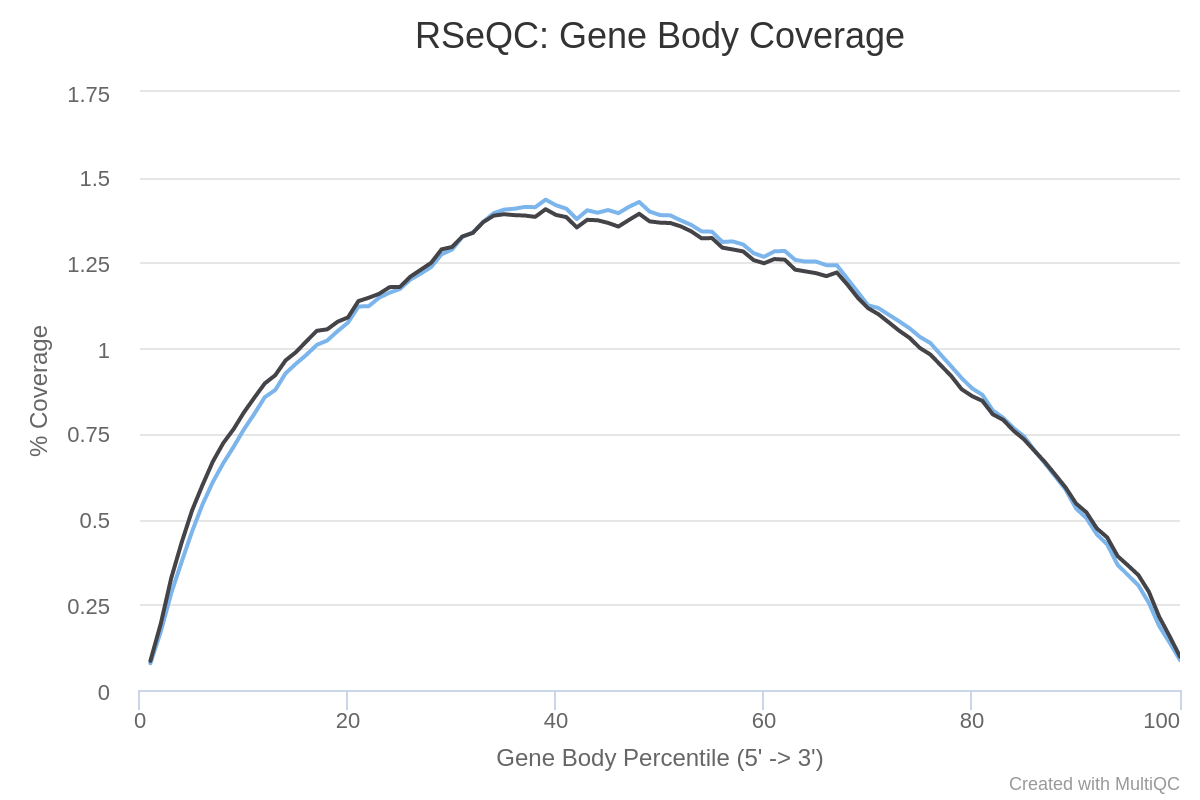 RSeQC: Gene Body Coverage
1.75
1.5
1.25
1
0.75
0.5
0.25
0
% Coverage
0 20 40 60 80 100
Gene Body Percentile (5' -> 3')
Created with MultiQC